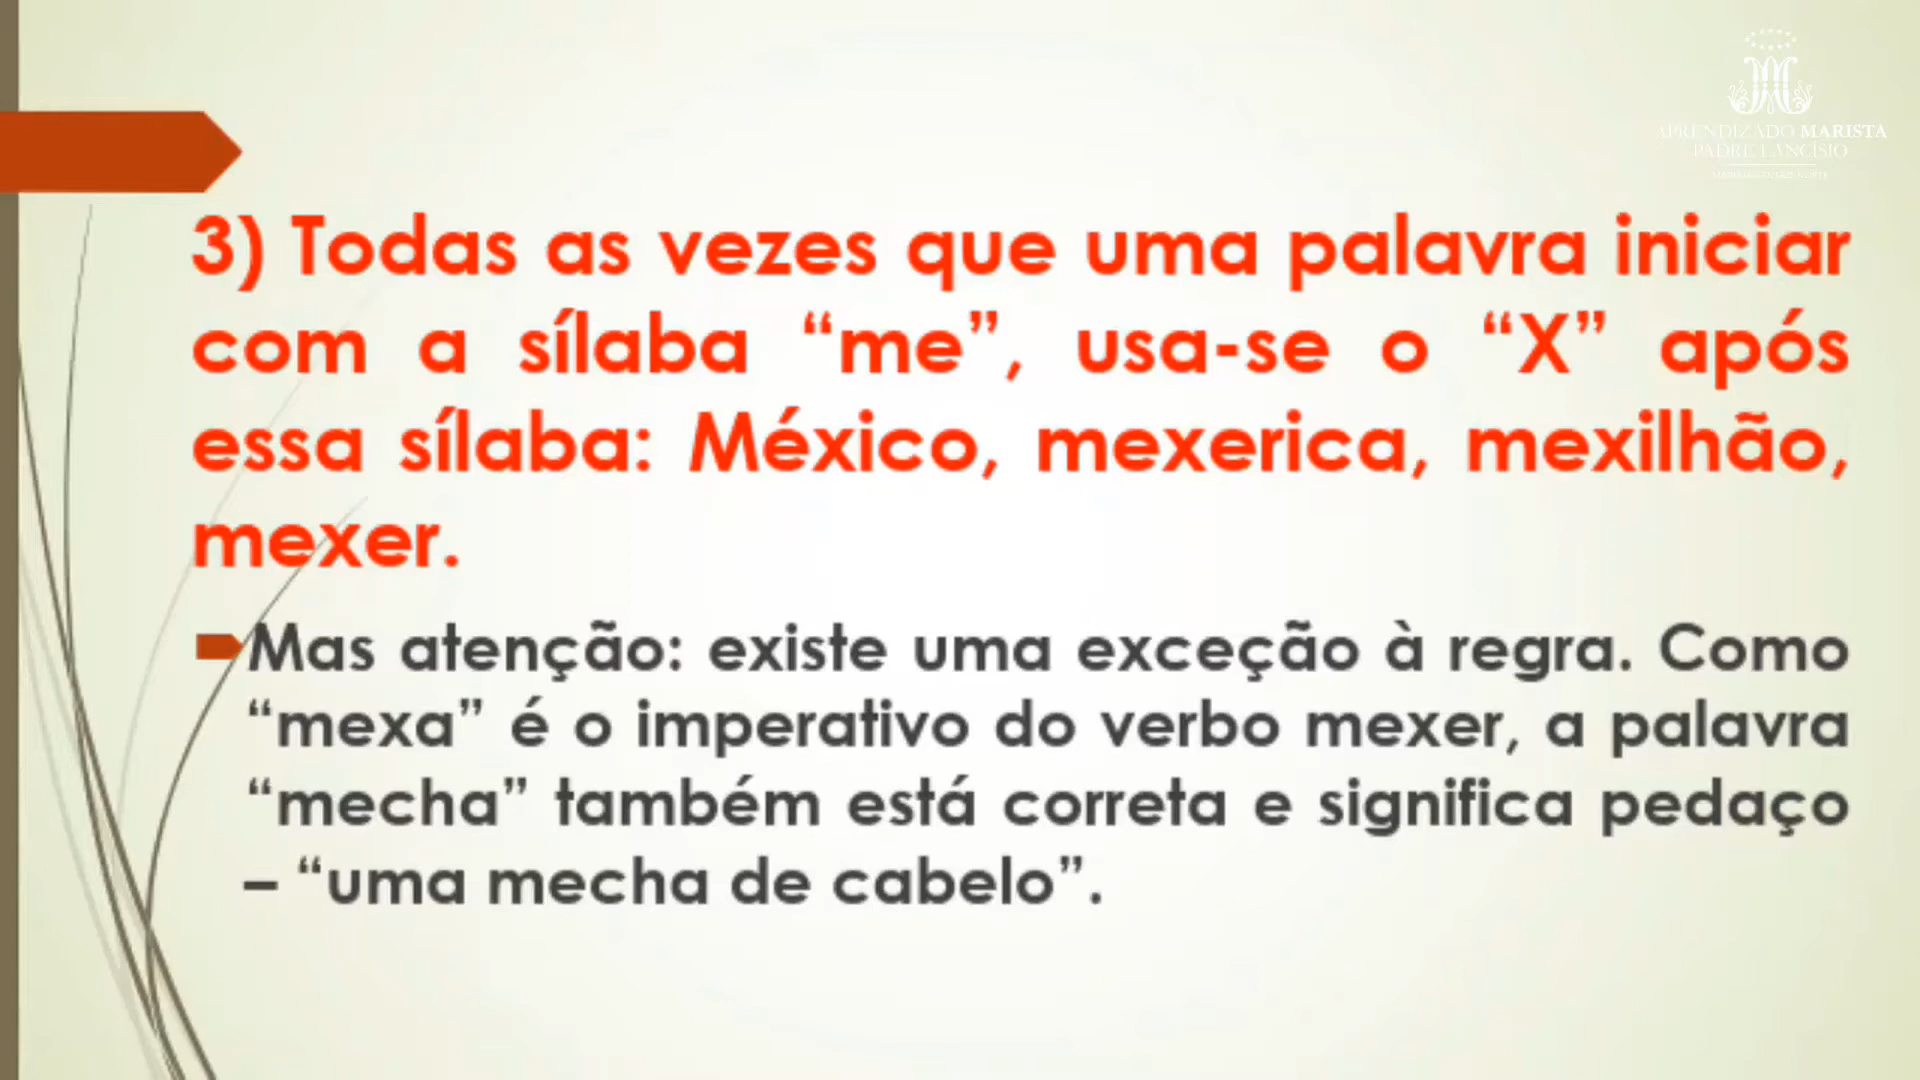 APRENDIZADO MARISTA
PADRE LANCÍSIO
3) Todas as vezes que uma palavra iniciar
com a sílaba “me”, usa-se o “X” após
essa sílaba: México, mexerica, mexilhão,
mexer.
Mas atenção: existe uma exceção à regra. Como
“mexa” é o imperativo do verbo mexer, a palavra
“mecha” também está correta e significa pedaço
– “uma mecha de cabelo”.